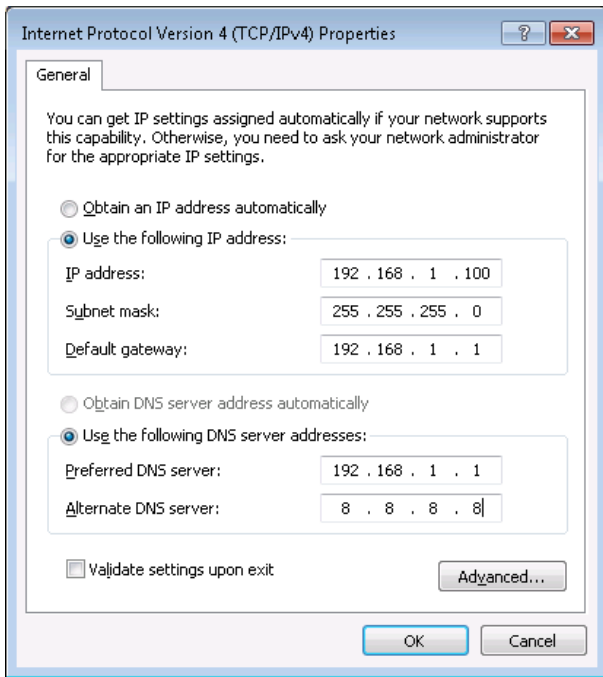 Internet Protocol Version 4 (TCP/IPv4) Properties
General
You can get IP settings assigned automatically if your network supports
this capability. Otherwise, you need to ask your network administrator
for the appropriate IP settings.
Obtain an IP address automatically
Use the following IP address:
IP address: 192 . 168 . 1 . 100
Subnet mask: 255 . 255 . 255 . 0
Default gateway: 192 . 168 . 1 . 1
Obtain DNS server address automatically
Use the following DNS server addresses:
Preferred DNS server: 192 . 168 . 1 . 1
Alternate DNS server: 8 . 8 . 8 . 8
Validate settings upon exit
Advanced...
OK Cancel